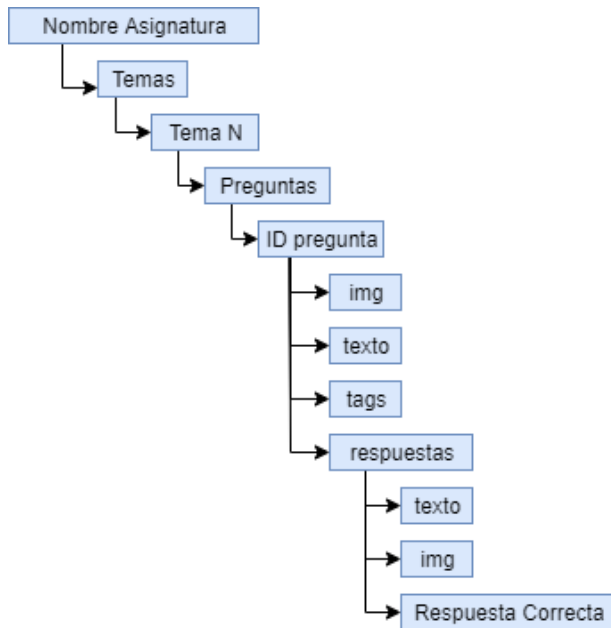 Nombre Asignatura
Temas
Tema N
Preguntas
ID pregunta
img
texto
tags
respuestas
texto
img
Respuesta Correcta